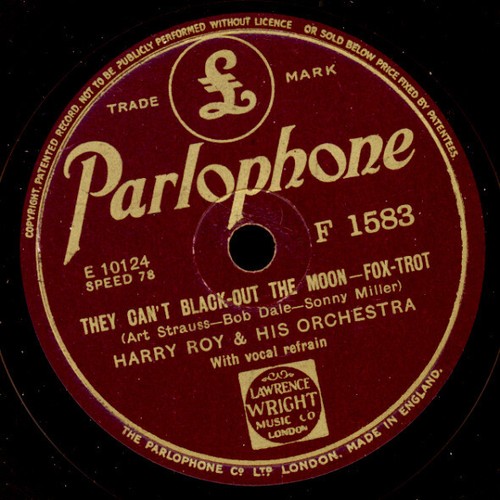 COPYRIGHT. PATENTED RECORD. NOT TO BE PUBLICLY PERFORMED WITHOUT LICENCE OR SOLD BELOW PRICE FIXED BY PATENTEES.
£
TRADE MARK
Parlophone
E 10124
SPEED 78
F 1583
THEY CAN'T BLACK-OUT THE MOON—FOX-TROT
(Art Strauss—Bob Dale—Sonny Miller)
HARRY ROY & HIS ORCHESTRA
With vocal refrain
LAWRENCE
WRIGHT
MUSIC CO
LONDON
THE PARLOPHONE CO LTD LONDON. MADE IN ENGLAND.